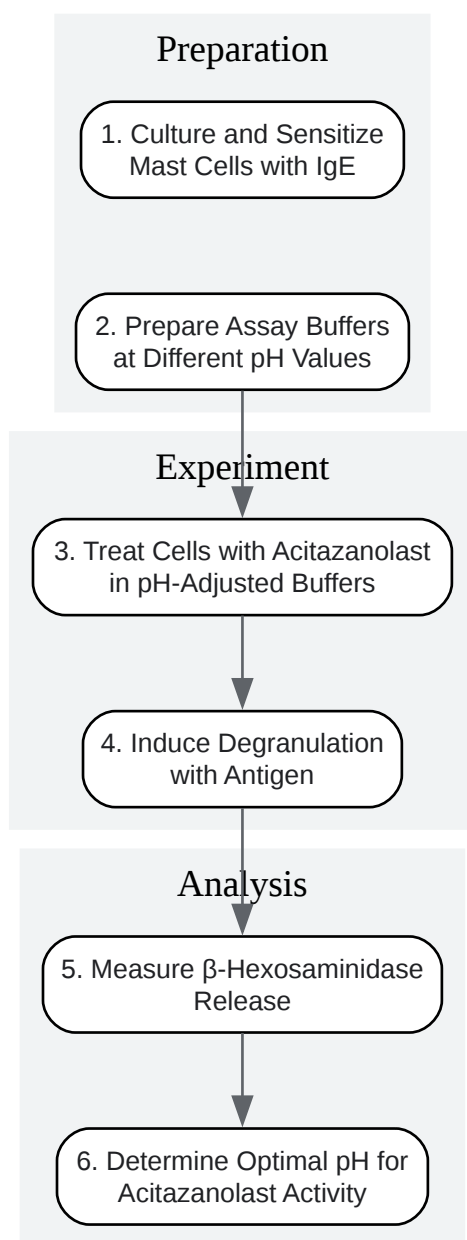 Preparation
1. Culture and Sensitize
Mast Cells with IgE
2. Prepare Assay Buffers
at Different pH Values
Experiment
3. Treat Cells with Acitazanolast
in pH-Adjusted Buffers
4. Induce Degranulation
with Antigen
Analysis
5. Measure β-Hexosaminidase
Release
6. Determine Optimal pH for
Acitazanolast Activity